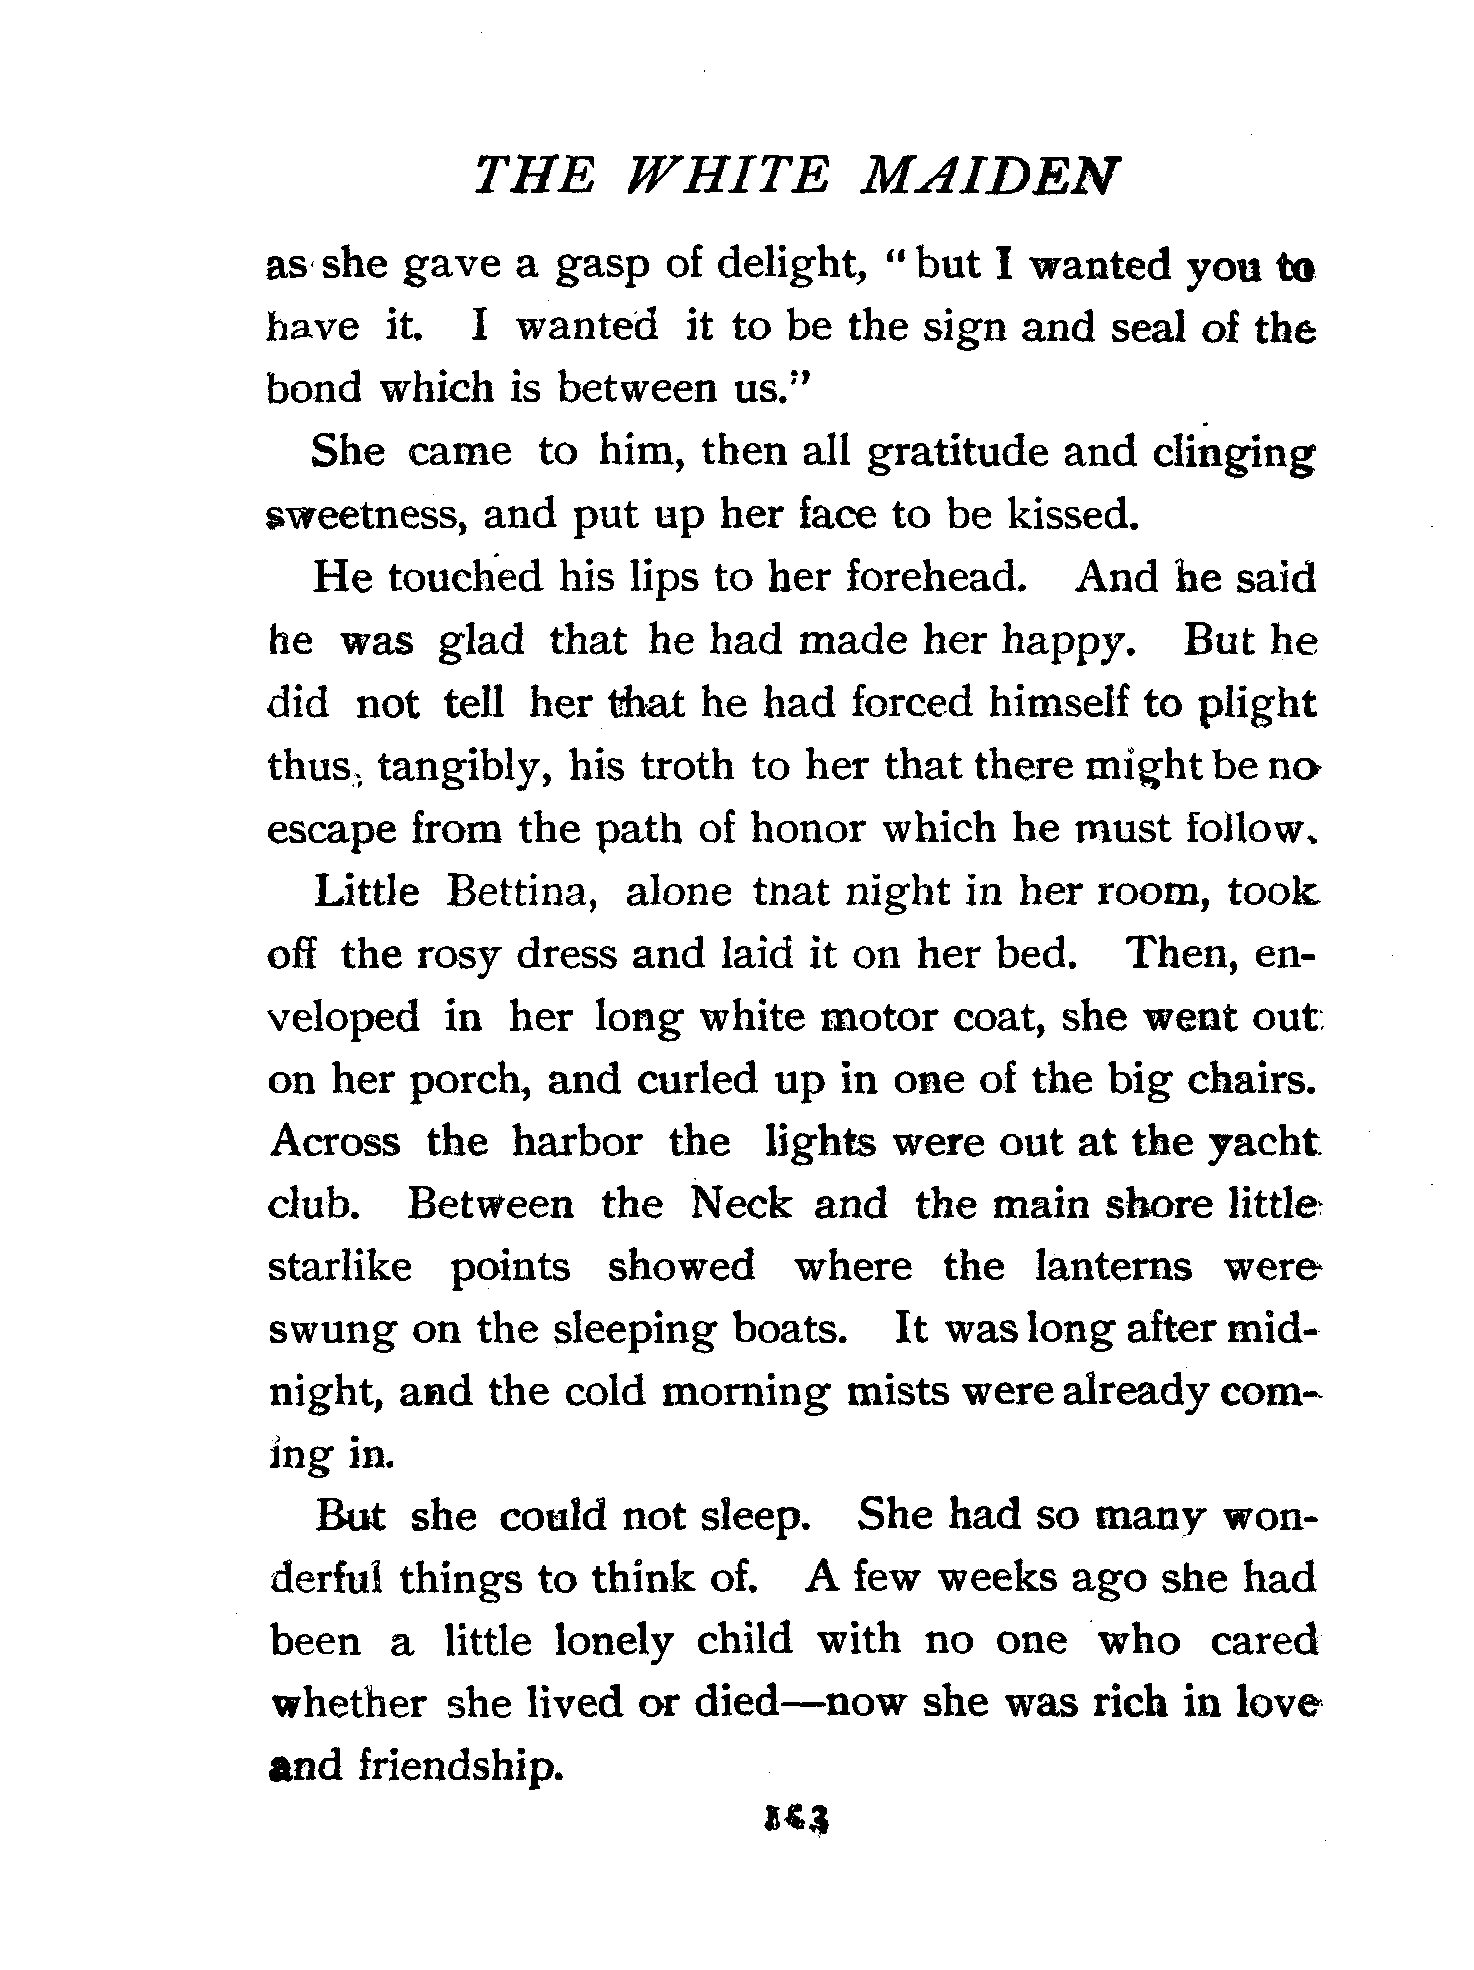 THE WHITE MAIDEN
as she gave a gasp of delight, “ but I wanted you to
have it. I wanted it to be the sign and seal of the
bond which is between us.”
She came to him, then all gratitude and clinging
sweetness, and put up her face to be kissed.
He touched his lips to her forehead. And he said
he was glad that he had made her happy. But he
did not tell her that he had forced himself to plight
thus, tangibly, his troth to her that there might be no
escape from the path of honor which he must follow.
Little Bettina, alone that night in her room, took
off the rosy dress and laid it on her bed. Then, en-
veloped in her long white motor coat, she went out
on her porch, and curled up in one of the big chairs.
Across the harbor the lights were out at the yacht
club. Between the Neck and the main shore little
starlike points showed where the lanterns were
swung on the sleeping boats. It was long after mid-
night, and the cold morning mists were already com-
ing in.
But she could not sleep. She had so many won-
derful things to think of. A few weeks ago she had
been a little lonely child with no one who cared
whether she lived or died—now she was rich in love
and friendship.